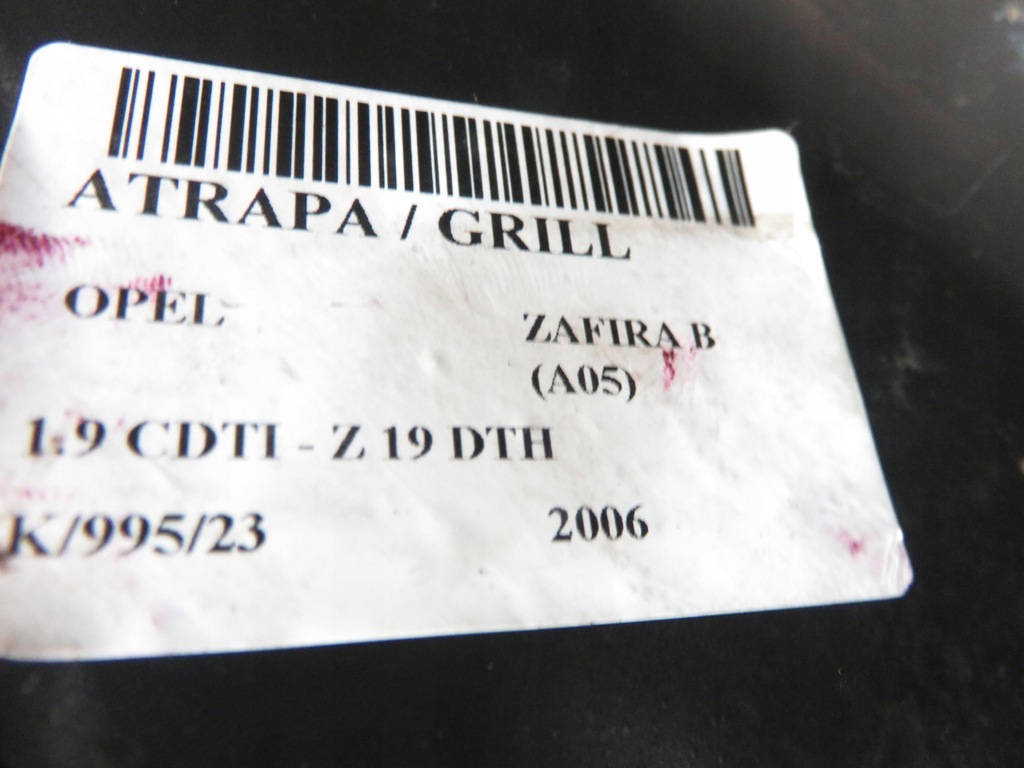 ATRAPA / GRILL
OPEL ZAFIRA B
(A05)
1.9 CDTI - Z 19 DTH
K/995/23 2006